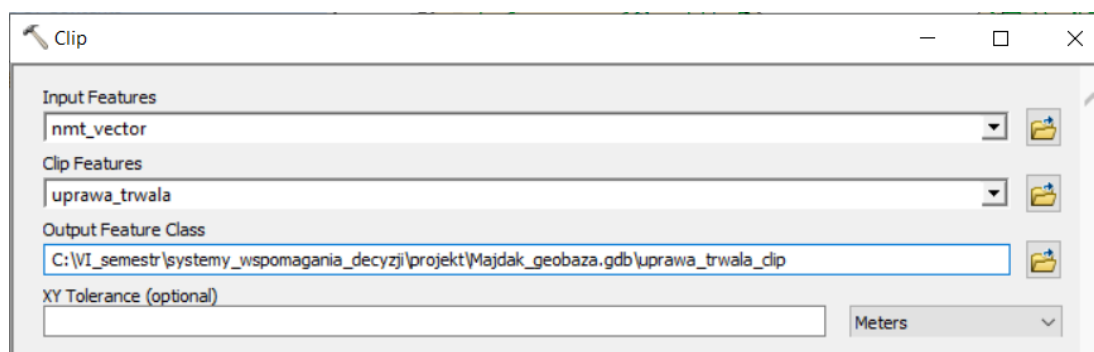 Clip
Input Features
nmt_vector
Clip Features
uprawa_trwala
Output Feature Class
C:\VI_semestr\systemy_wspomagania_decyzji\projekt\Majdak_geobaza.gdb\uprawa_trwala_clip
XY Tolerance (optional)
Meters